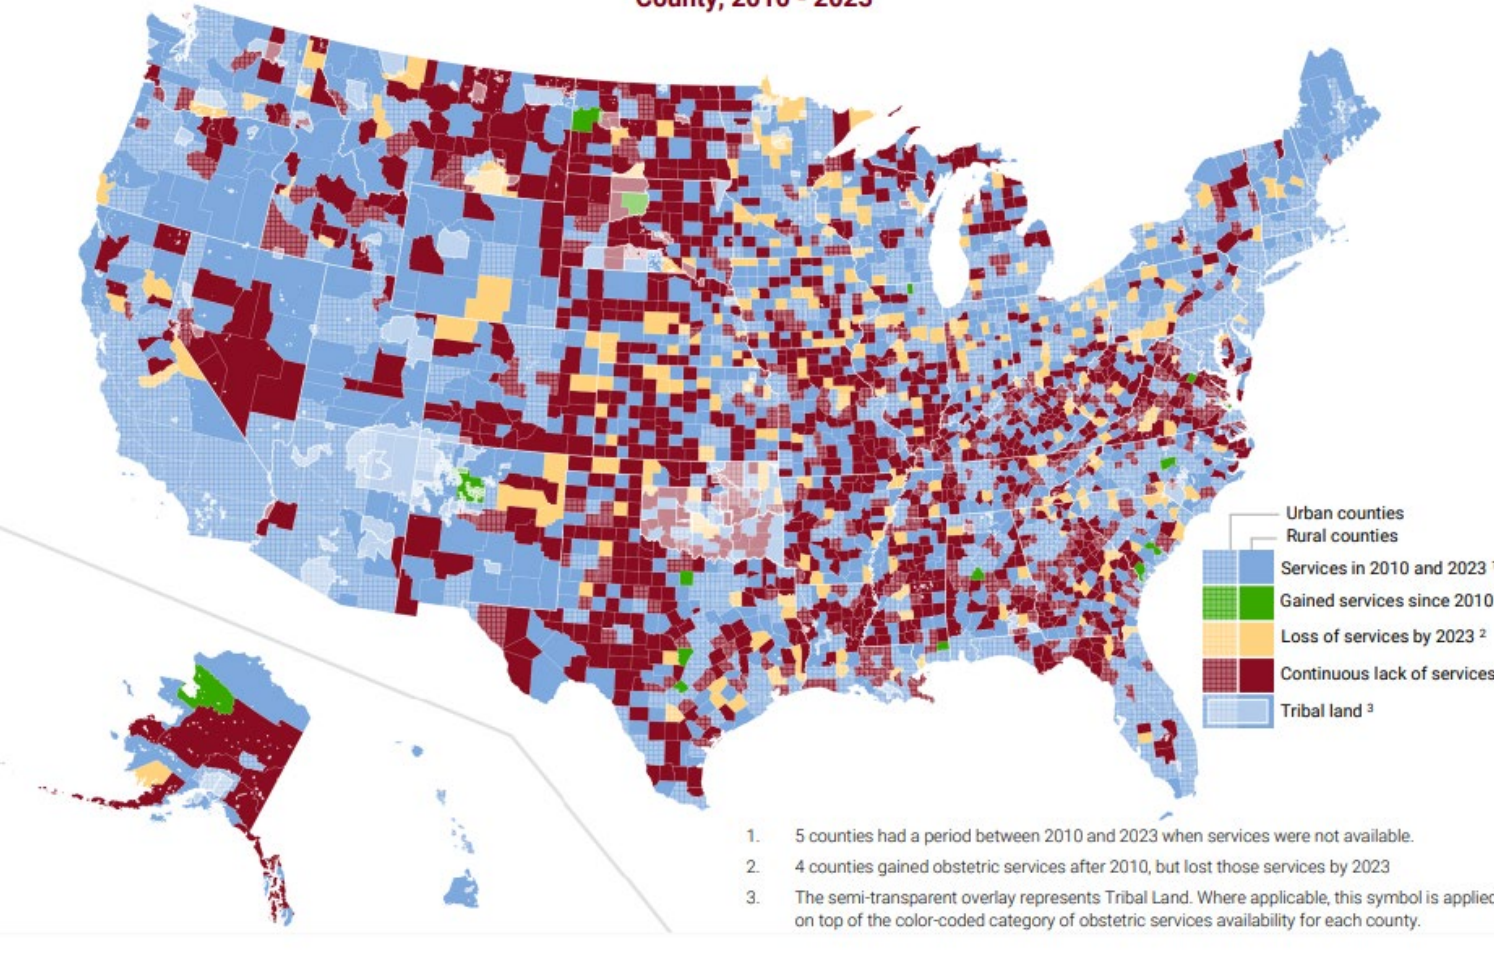 County, 2010 - 2023
Urban counties
Rural counties
Services in 2010 and 2023 1
Gained services since 2010
Loss of services by 2023 2
Continuous lack of services
Tribal land 3
1. 5 counties had a period between 2010 and 2023 when services were not available.
2. 4 counties gained obstetric services after 2010, but lost those services by 2023
3. The semi-transparent overlay represents Tribal Land. Where applicable, this symbol is applied
on top of the color-coded category of obstetric services availability for each county.